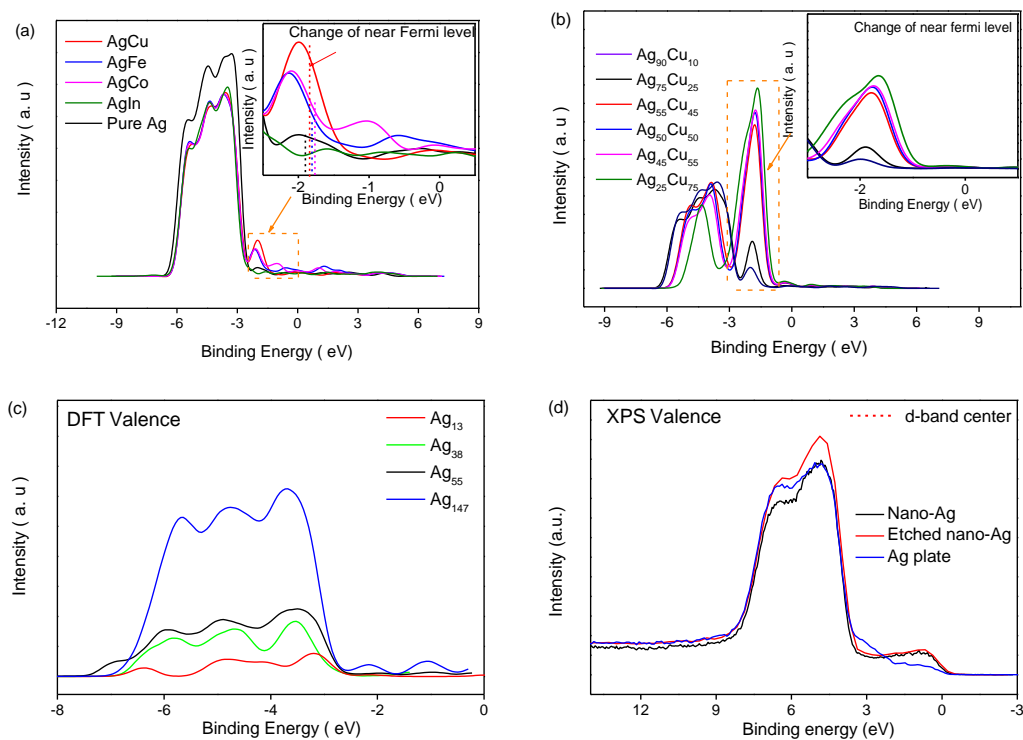 (a)
AgCu
AgFe
AgCo
AgIn
Pure Ag
Intensity (a. u)
Change of near Fermi level
Intensity (a. u)
-2 -1 0
Binding Energy ( eV)
-12 -9 -6 -3 0 3 6 9
Binding Energy ( eV)
(b)
Ag90Cu10
Ag75Cu25
Ag55Cu45
Ag50Cu50
Ag45Cu55
Ag25Cu75
Intensity (a. u)
Change of near Fermi level
Intensity (a. u)
-2 0
Binding Energy ( eV)
-9 -6 -3 0 3 6 9
Binding Energy ( eV)
(c)
DFT Valence
Ag13
Ag38
Ag55
Ag147
Intensity ( a. u)
-8 -6 -4 -2 0
Binding Energy ( eV)
(d)
XPS Valence
d-band center
Nano-Ag
Etched nano-Ag
Ag plate
Intensity (a.u.)
12 9 6 3 0 -3
Binding energy (eV)